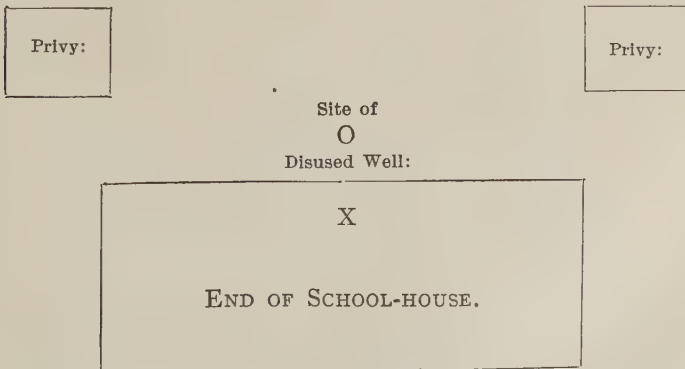 Privy:
Privy:
Site of
O
Disused Well:
X
END OF SCHOOL-HOUSE.